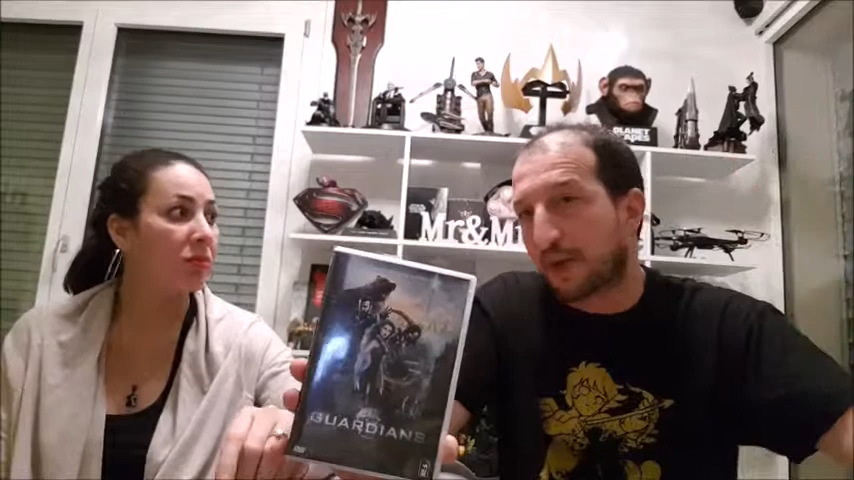 PLANET
APES
Mr&Mr
GUARDIANS
DVD